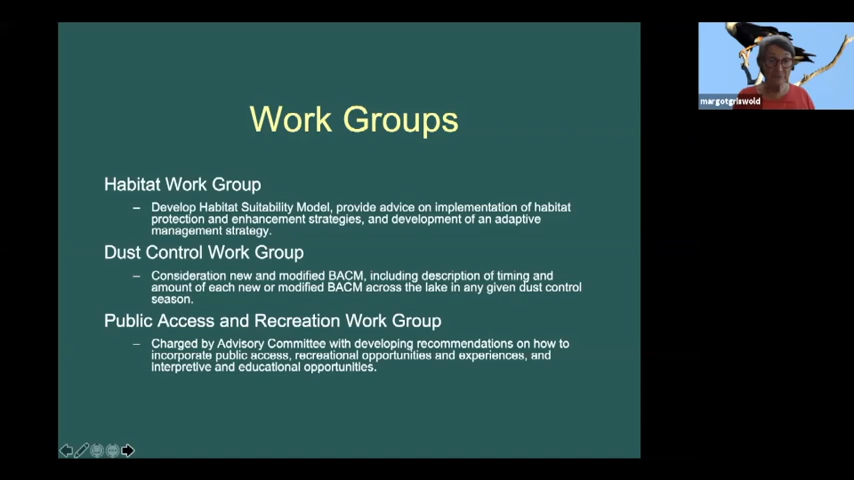 Work Groups
margotgriswold
Habitat Work Group
– Develop Habitat Suitability Model, provide advice on implementation of habitat
protection and enhancement strategies, and development of an adaptive
management strategy.
Dust Control Work Group
– Consideration new and modified BACM, including description of timing and
amount of each new or modified BACM across the lake in any given dust control
season.
Public Access and Recreation Work Group
– Charged by Advisory Committee with developing recommendations on how to
incorporate public access, recreational opportunities and experiences, and
interpretive and educational opportunities.